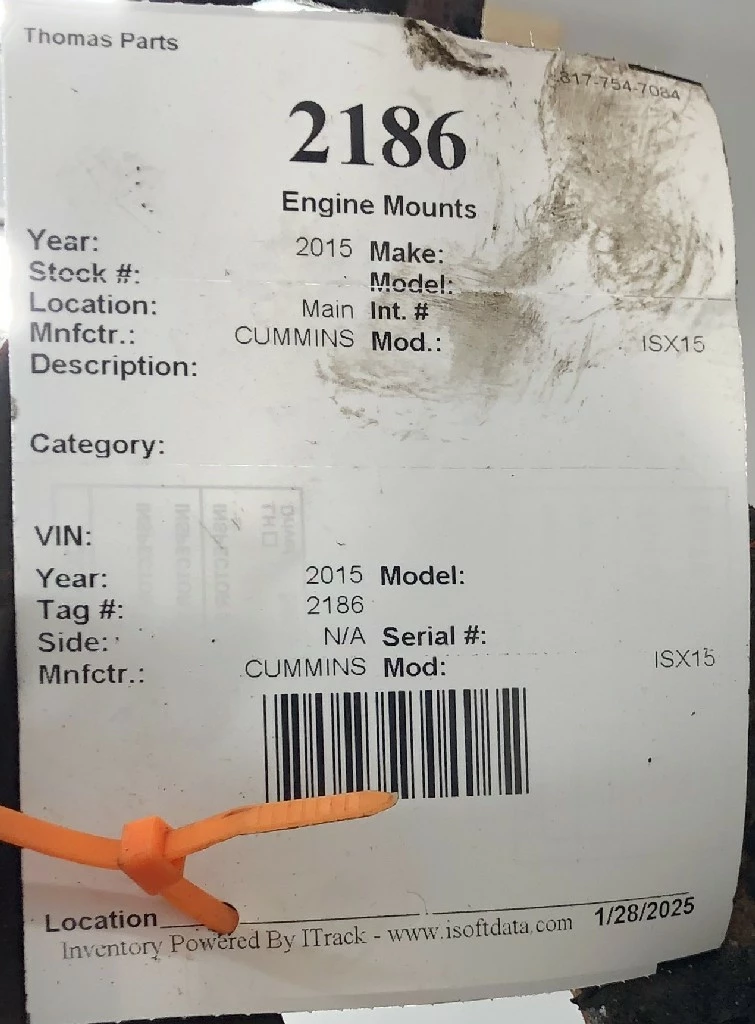 Thomas Parts
817-754-7084
2186
Engine Mounts
Year: 2015 Make:
Stock #: Model:
Location: Main Int. #
Mnfctr.: CUMMINS Mod.: ISX15
Description:
Category:
VIN:
Year: 2015 Model:
Tag #: 2186
Side: N/A Serial #:
Mnfctr.: CUMMINS Mod: ISX15
Location 1/28/2025
Inventory Powered By ITrack - www.isoftdata.com